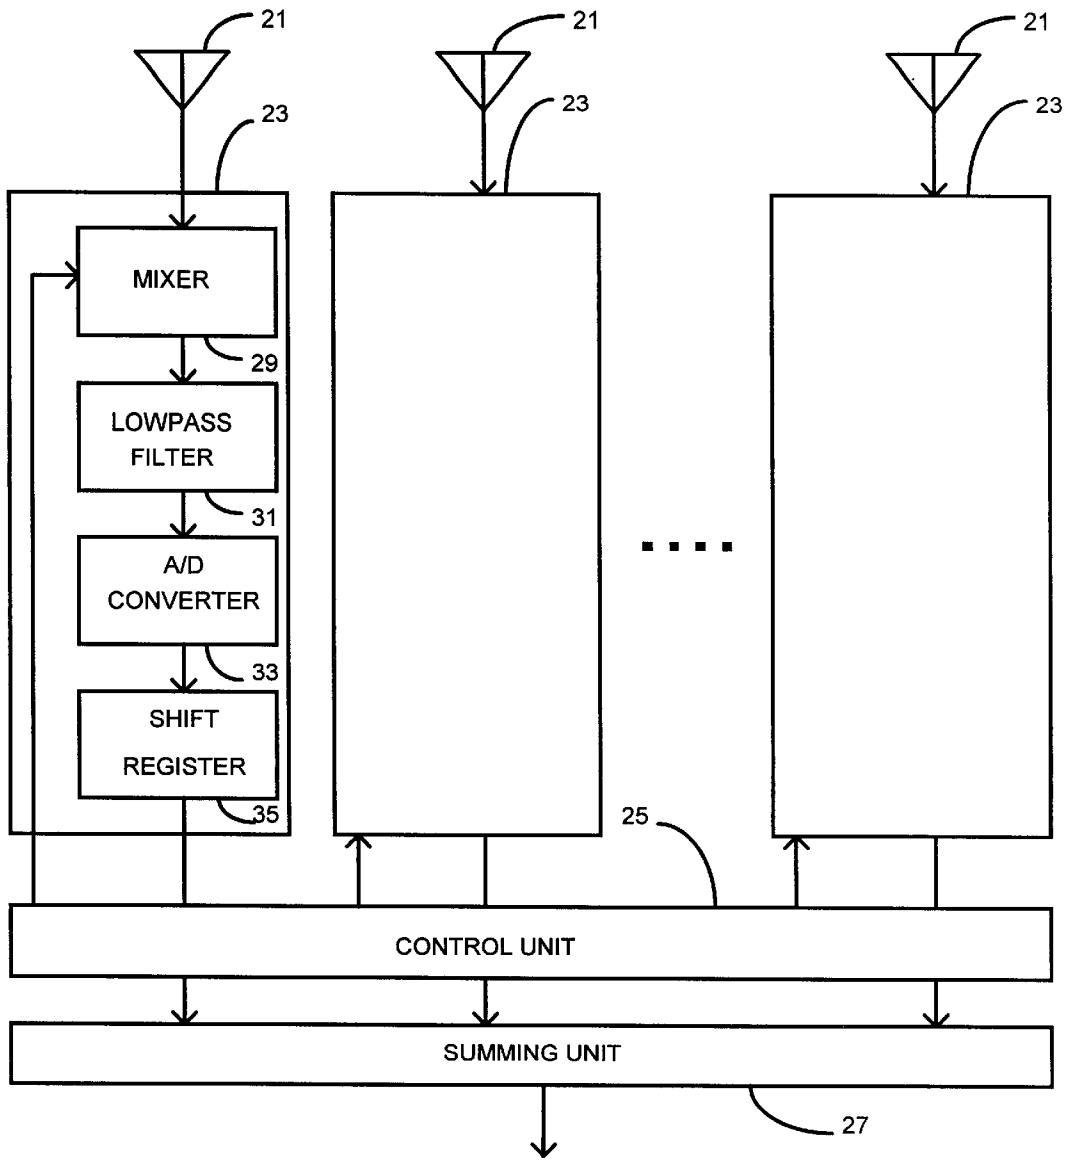 21
21
21
23
23
23
MIXER
29
LOWPASS
FILTER
31
A/D
CONVERTER
33
SHIFT
REGISTER
35
25
CONTROL UNIT
SUMMING UNIT
27